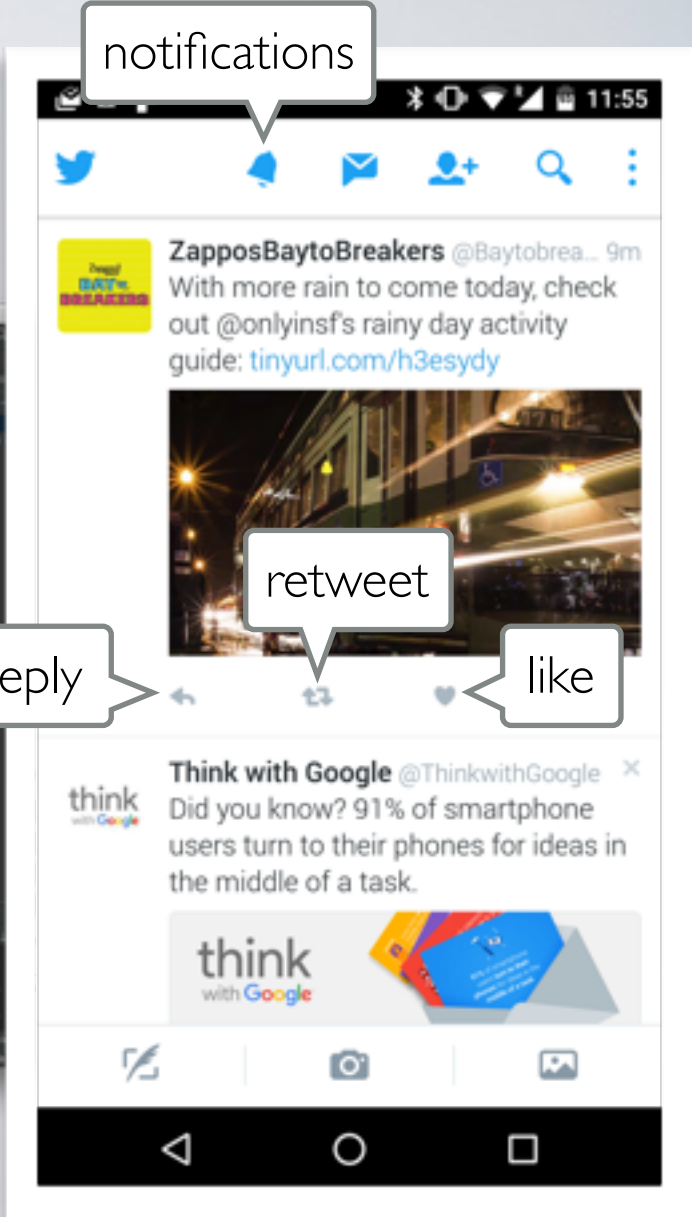 notifications
11:55
ZapposBaytoBreakers @Baytobrea... 9m
With more rain to come today, check
out @onlyinsf's rainy day activity
guide: tinyurl.com/h3esydy
retweet
eply
like
Think with Google @ThinkwithGoogle
think
with Google
Did you know? 91% of smartphone
users turn to their phones for ideas in
the middle of a task.
think
with Google